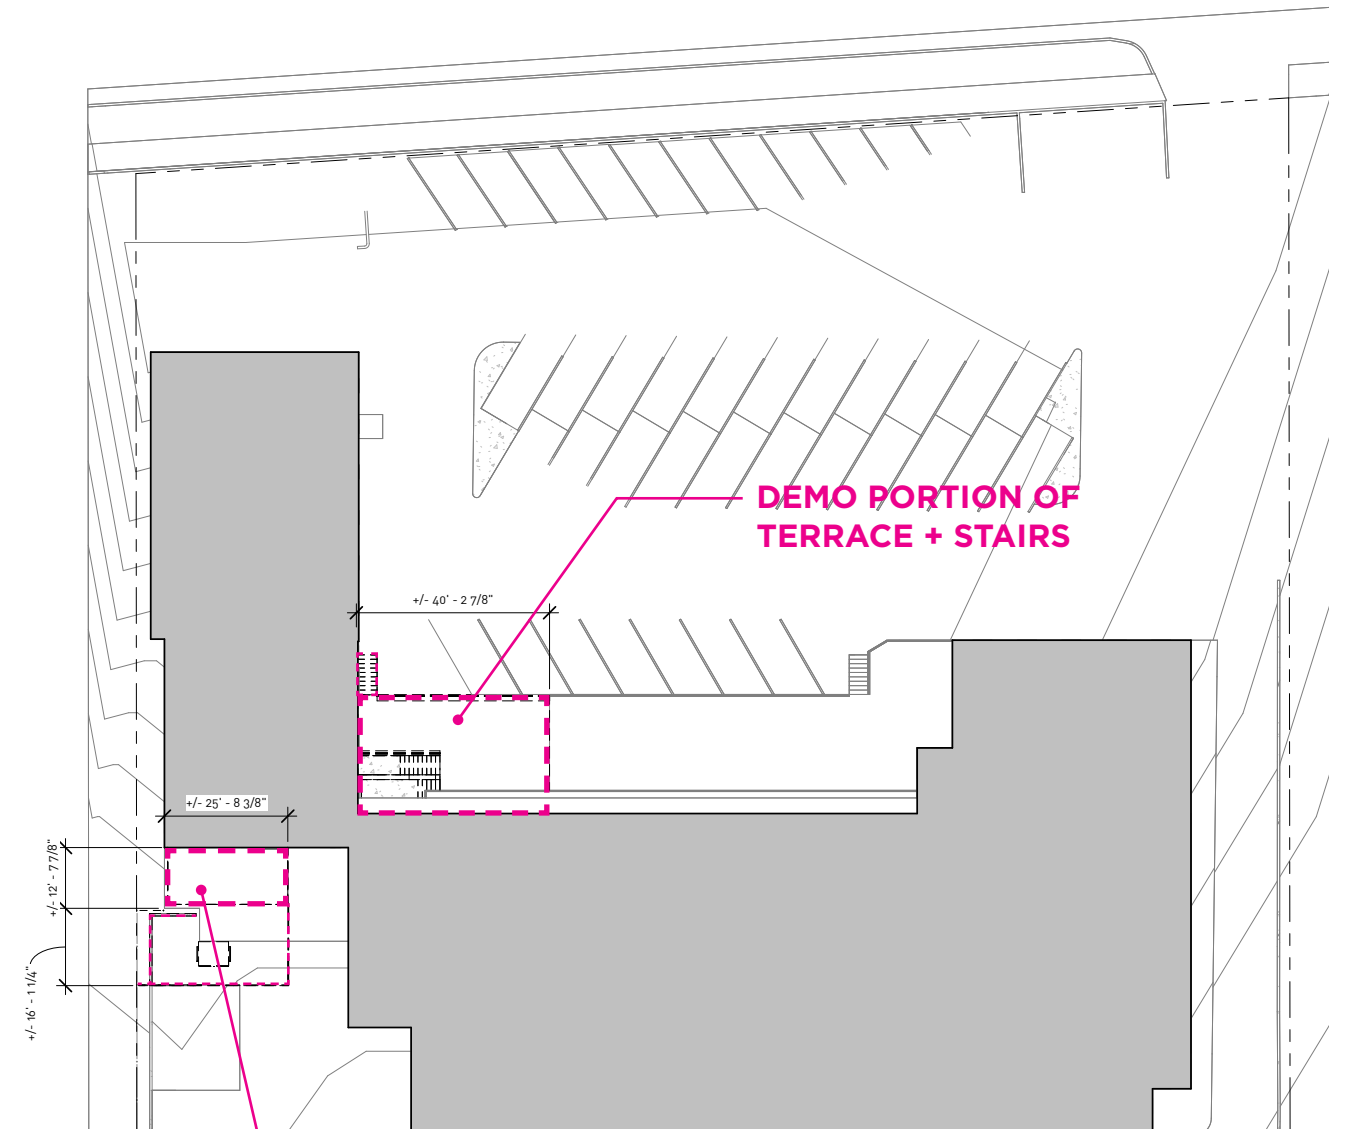 DEMO PORTION OF
TERRACE + STAIRS
+/- 40' - 2 7/8"
+/- 25' - 8 3/8"
+/- 12' - 7 7/8"
+/- 16' - 1 1/4"